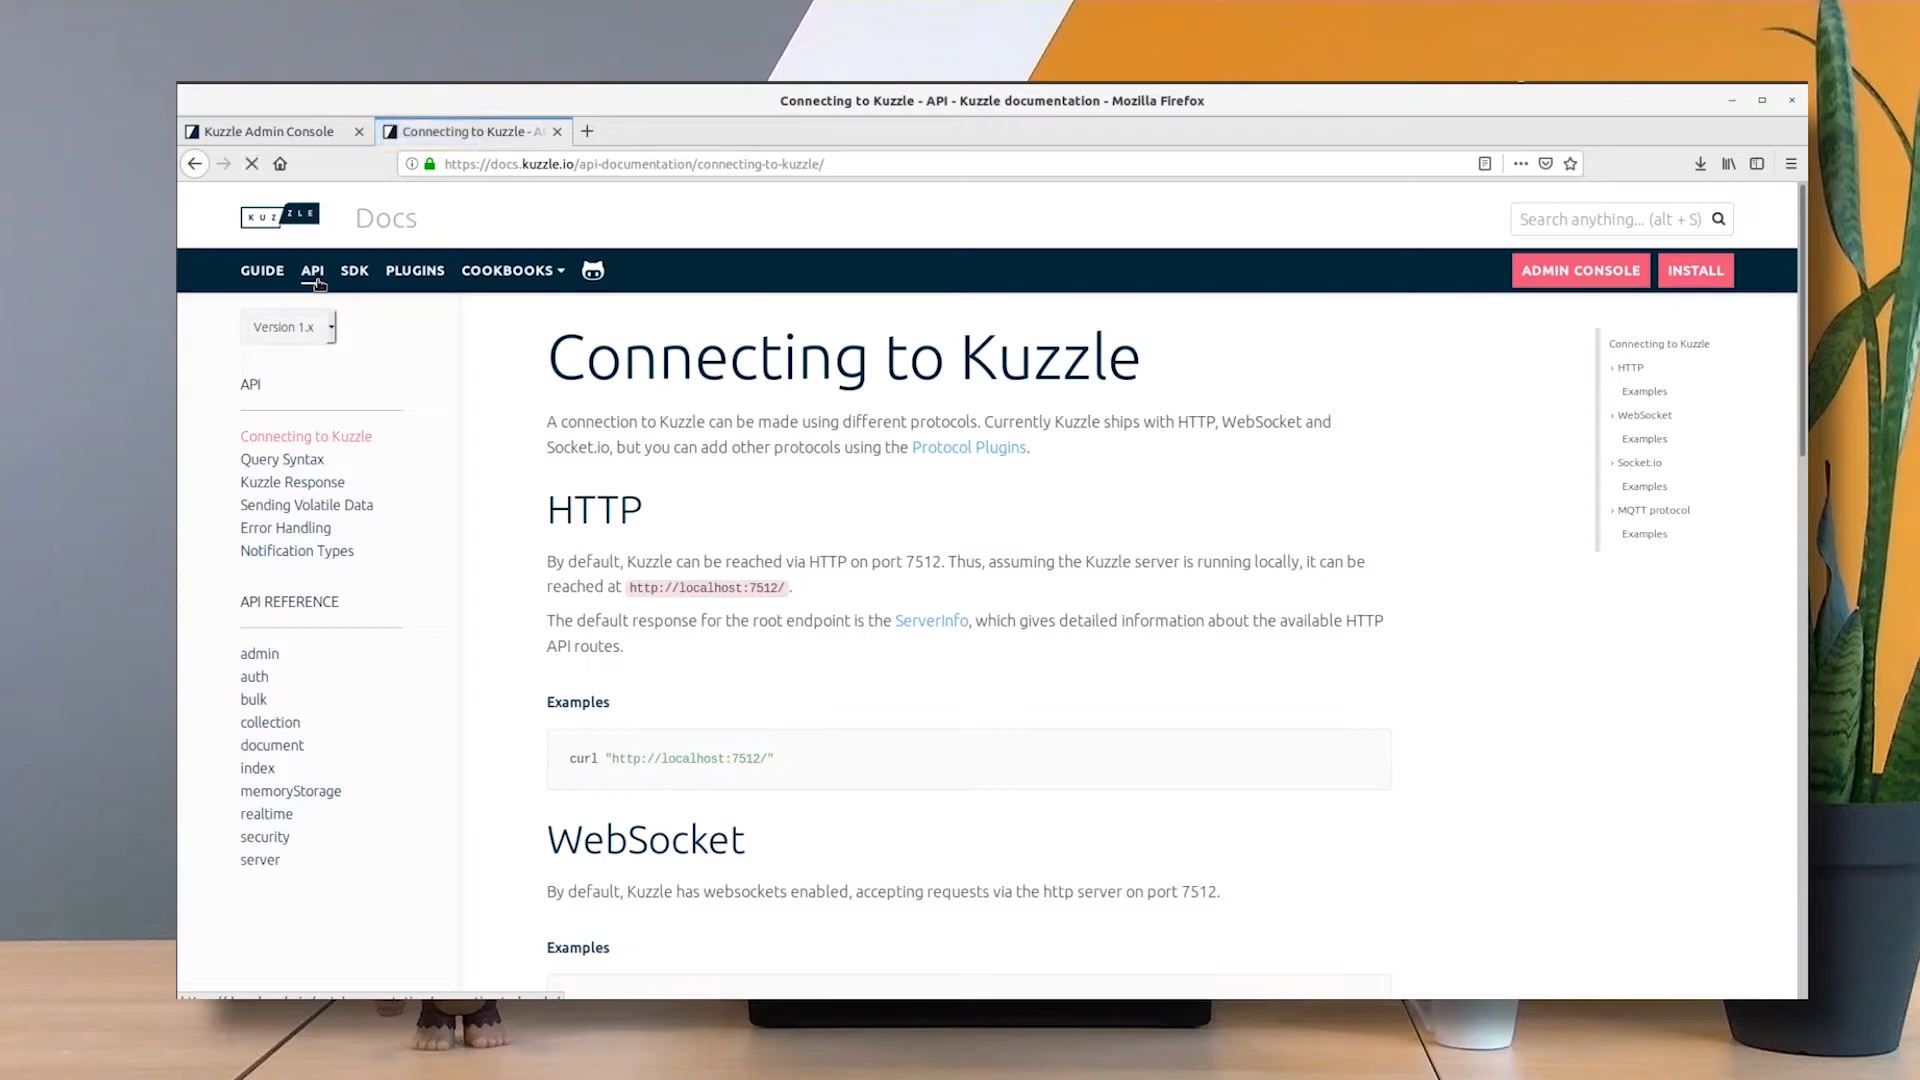 Connecting to Kuzzle - API - Kuzzle documentation - Mozilla Firefox
Kuzzle Admin Console
Connecting to Kuzzle - A
https://docs.kuzzle.io/api-documentation/connecting-to-kuzzle/
KUZZLE
Docs
Search anything... (alt + S)
GUIDE API SDK PLUGINS COOKBOOKS
ADMIN CONSOLE INSTALL
Version 1.x
API
Connecting to Kuzzle
Query Syntax
Kuzzle Response
Sending Volatile Data
Error Handling
Notification Types
API REFERENCE
admin
auth
bulk
collection
document
index
memoryStorage
realtime
security
server
Connecting to Kuzzle
A connection to Kuzzle can be made using different protocols. Currently Kuzzle ships with HTTP, WebSocket and
Socket.io, but you can add other protocols using the Protocol Plugins.
HTTP
By default, Kuzzle can be reached via HTTP on port 7512. Thus, assuming the Kuzzle server is running locally, it can be
reached at http://localhost:7512/.
The default response for the root endpoint is the ServerInfo, which gives detailed information about the available HTTP
API routes.
Examples
curl "http://localhost:7512/"
WebSocket
By default, Kuzzle has websockets enabled, accepting requests via the http server on port 7512.
Examples
Connecting to Kuzzle
› HTTP
Examples
› WebSocket
Examples
› Socket.io
Examples
› MQTT protocol
Examples